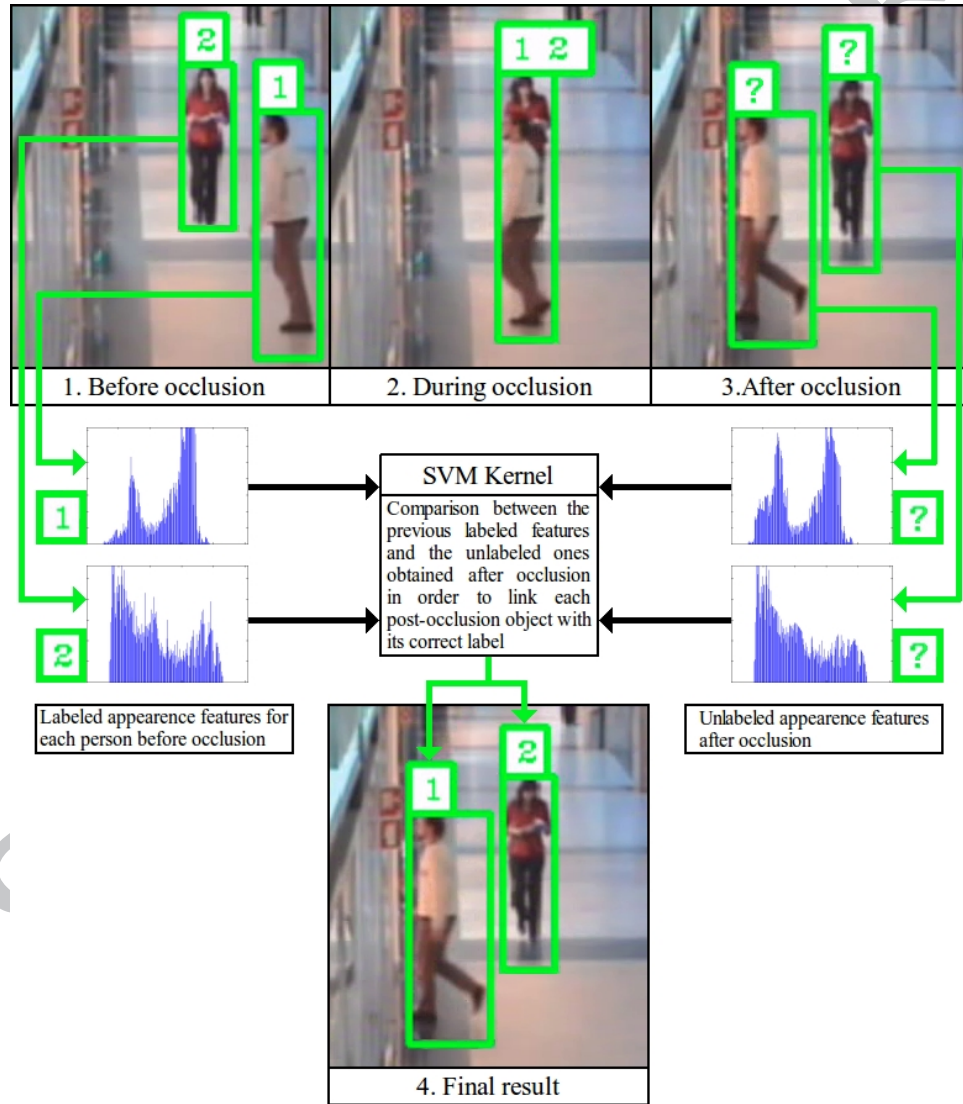 2
1
1 2
?
?
1. Before occlusion
2. During occlusion
3.After occlusion
1
2
SVM Kernel
Comparison between the
previous labeled features
and the unlabeled ones
obtained after occlusion
in order to link each
post-occlusion object with
its correct label
?
?
Labeled appearence features for
each person before occlusion
Unlabeled appearence features
after occlusion
1
2
4. Final result